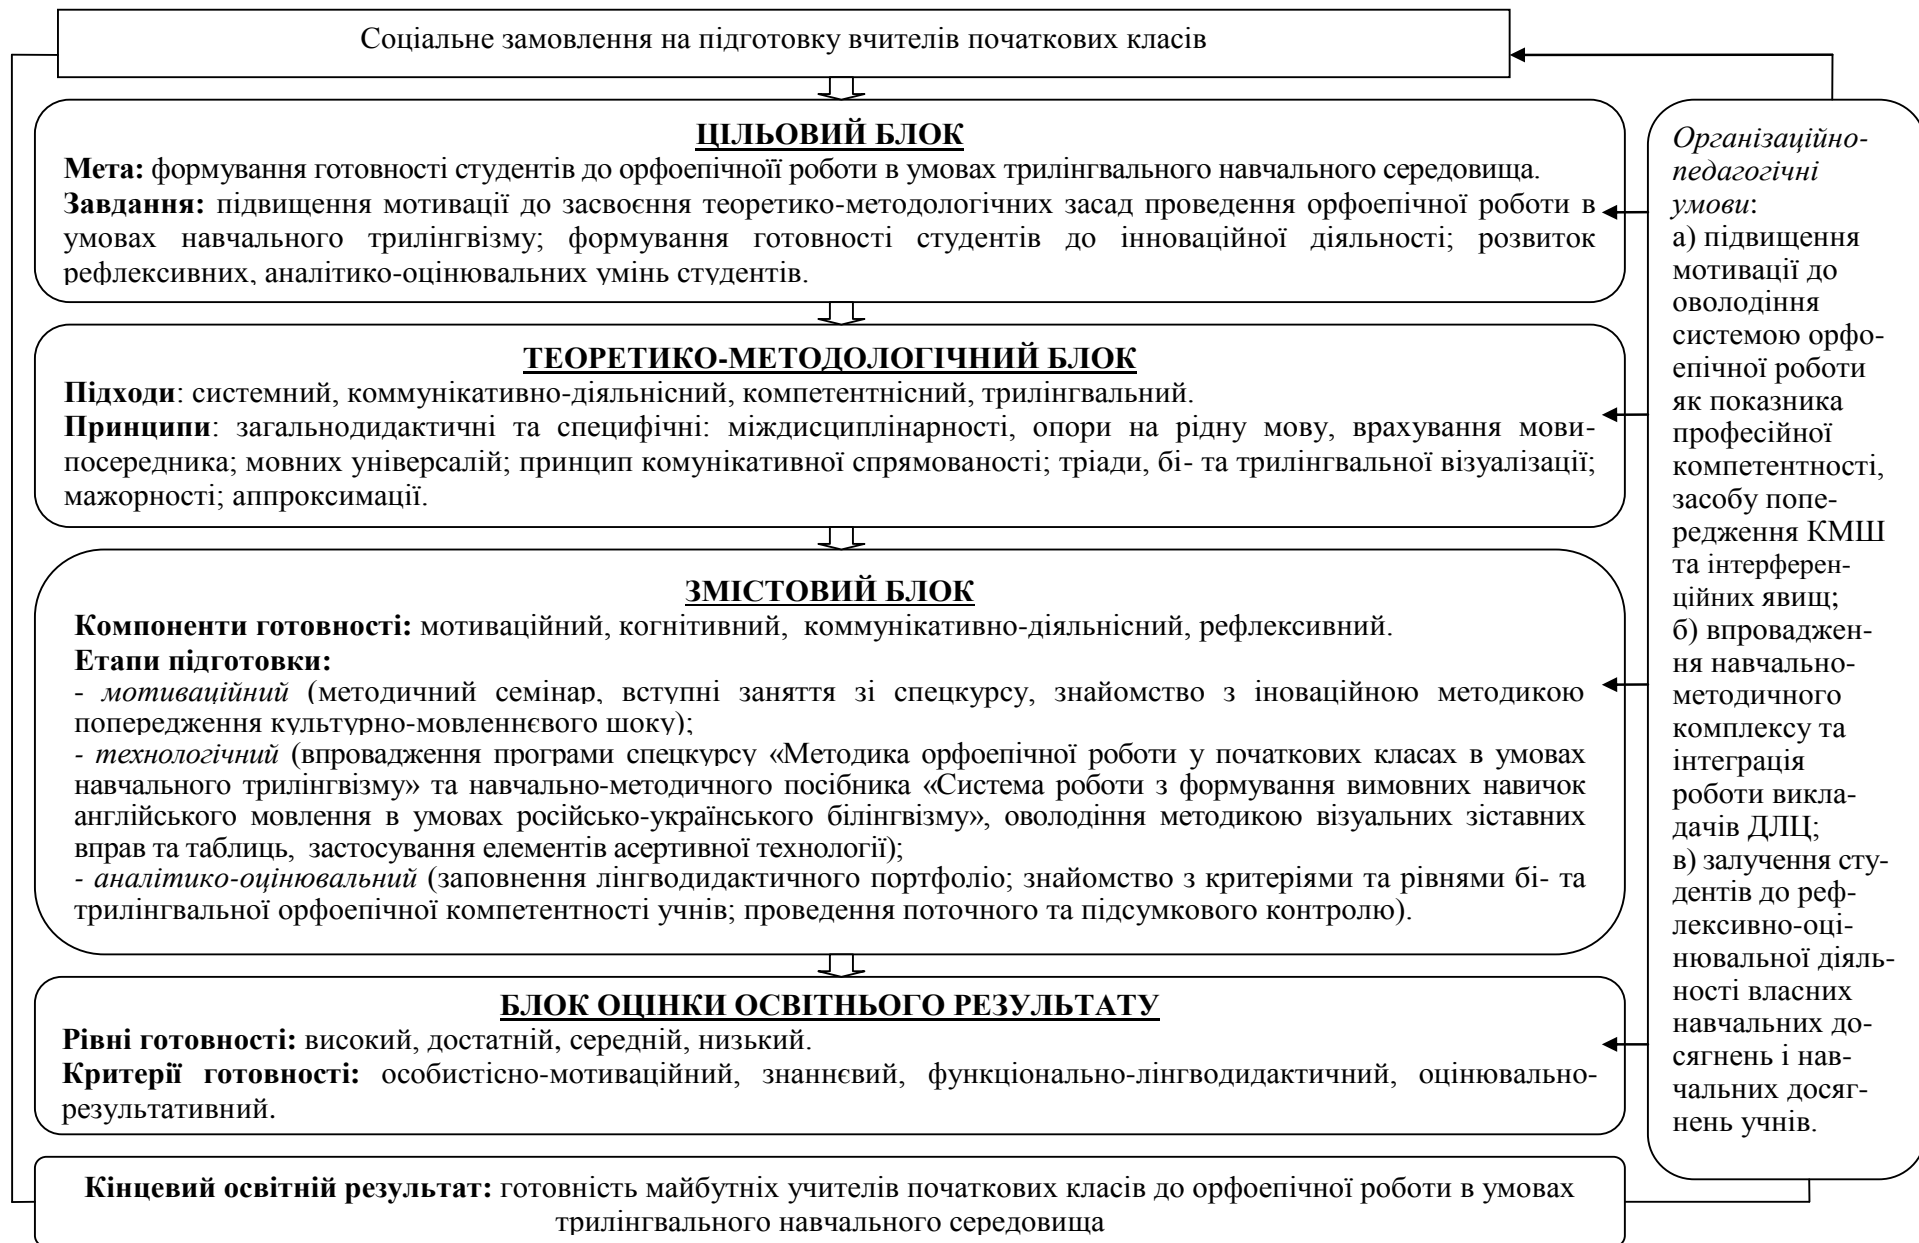 Соціальне замовлення на підготовку вчителів початкових класів
ЦІЛЬОВИЙ БЛОК
Мета: формування готовності студентів до орфоепічноїї роботи в умовах трилінгвального навчального середовища.
Завдання: підвищення мотивації до засвоєння теоретико-методологічних засад проведення орфоепічної роботи в
умовах навчального трилінгвізму; формування готовності студентів до інноваційної діяльності; розвиток
рефлексивних, аналітико-оцінювальних умінь студентів.
ТЕОРЕТИКО-МЕТОДОЛОГІЧНИЙ БЛОК
Підходи: системний, коммунікативно-діяльнісний, компетентнісний, трилінгвальний.
Принципи: загальнодидактичні та специфічні: міждисциплінарності, опори на рідну мову, врахування мови-
посередника; мовних універсалій; принцип комунікативної спрямованості; тріади, бі- та трилінгвальної візуалізації;
мажорності; аппроксимації.
ЗМІСТОВИЙ БЛОК
Компоненти готовності: мотиваційний, когнітивний, коммунікативно-діяльнісний, рефлексивний.
Етапи підготовки:
- мотиваційний (методичний семінар, вступні заняття зі спецкурсу, знайомство з іноваційною методикою
попередження культурно-мовленнєвого шоку);
- технологічний (впровадження програми спецкурсу «Методика орфоепічної роботи у початкових класах в умовах
навчального трилінгвізму» та навчально-методичного посібника «Система роботи з формування вимовних навичок
англійського мовлення в умовах російсько-українського білінгвізму», оволодіння методикою візуальних зіставних
вправ та таблиць, застосування елементів асертивної технології);
- аналітико-оцінювальний (заповнення лінгводидактичного портфоліо; знайомство з критеріями та рівнями бі- та
трилінгвальної орфоепічної компетентності учнів; проведення поточного та підсумкового контролю).
БЛОК ОЦІНКИ ОСВІТНЬОГО РЕЗУЛЬТАТУ
Рівні готовності: високий, достатній, середній, низький.
Критерії готовності: особистісно-мотиваційний, знаннєвий, функціонально-лінгводидактичний, оцінювально-
результативний.
Кінцевий освітній результат: готовність майбутніх учителів початкових класів до орфоепічної роботи в умовах
трилінгвального навчального середовища
Організаційно-
педагогічні
умови:
а) підвищення
мотивації до
оволодіння
системою орфо-
епічної роботи
як показника
професійної
компетентності,
засобу попе-
редження КМШ
та інтерферен-
ційних явищ;
б) впроваджен-
ня навчально-
методичного
комплексу та
інтеграція
роботи викла-
дачів ДЛЦ;
в) залучення сту-
дентів до реф-
лексивно-оці-
нювальної діяль-
ності власних
навчальних до-
сягнень і нав-
чальних досяг-
нень учнів.